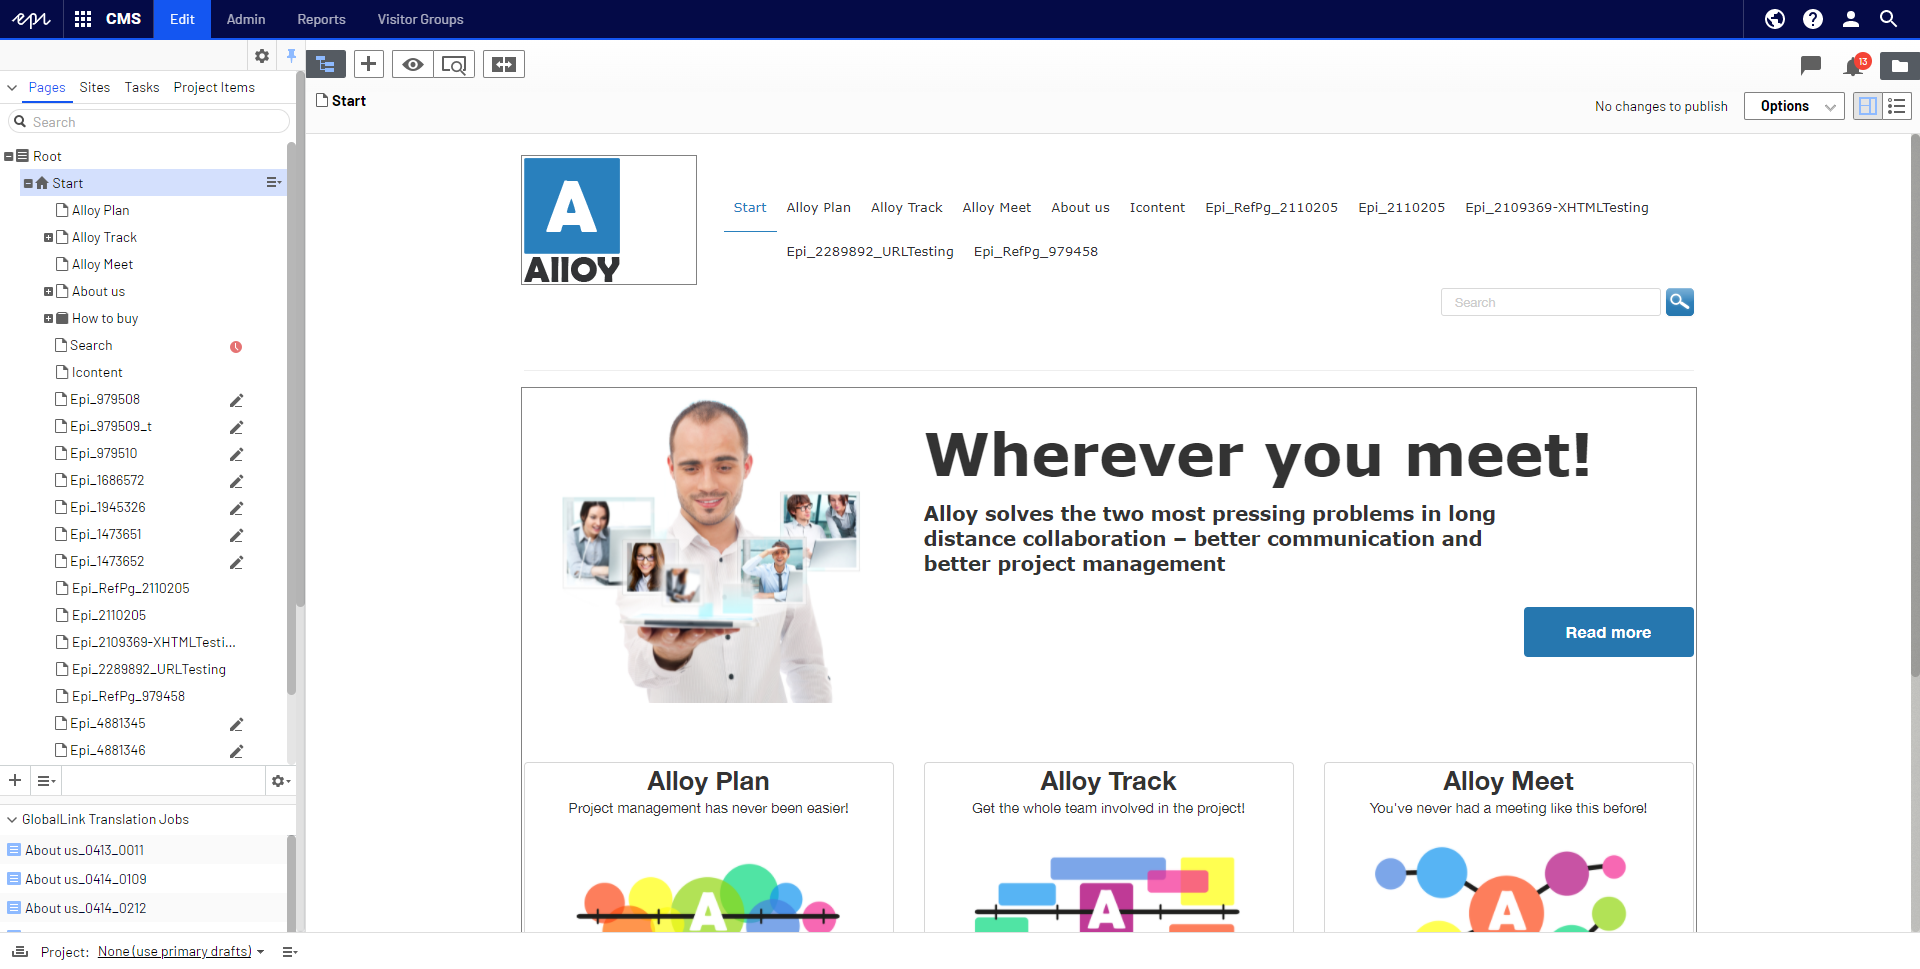 epi
CMS
Edit
Admin
Reports
Visitor Groups
13
Pages
Sites
Tasks
Project Items
Search
Root
Start
Alloy Plan
Alloy Track
Alloy Meet
About us
How to buy
Search
Icontent
Epi_979508
Epi_979509_t
Epi_979510
Epi_1686572
Epi_1945326
Epi_1473651
Epi_1473652
Epi_RefPg_2110205
Epi_2110205
Epi_2109369-XHTMLTesti...
Epi_2289892_URLTesting
Epi_RefPg_979458
Epi_4881345
Epi_4881346
GlobalLink Translation Jobs
About us_0413_0011
About us_0414_0109
About us_0414_0212
Project: None (use primary drafts)
Start
No changes to publish
Options
A
Alloy
Start Alloy Plan Alloy Track Alloy Meet About us Icontent Epi_RefPg_2110205 Epi_2110205 Epi_2109369-XHTMLTesting
Epi_2289892_URLTesting Epi_RefPg_979458
Search
Wherever you meet!
Alloy solves the two most pressing problems in long
distance collaboration – better communication and
better project management
Read more
Alloy Plan
Project management has never been easier!
A
Alloy Track
Get the whole team involved in the project!
A
Alloy Meet
You've never had a meeting like this before!
A